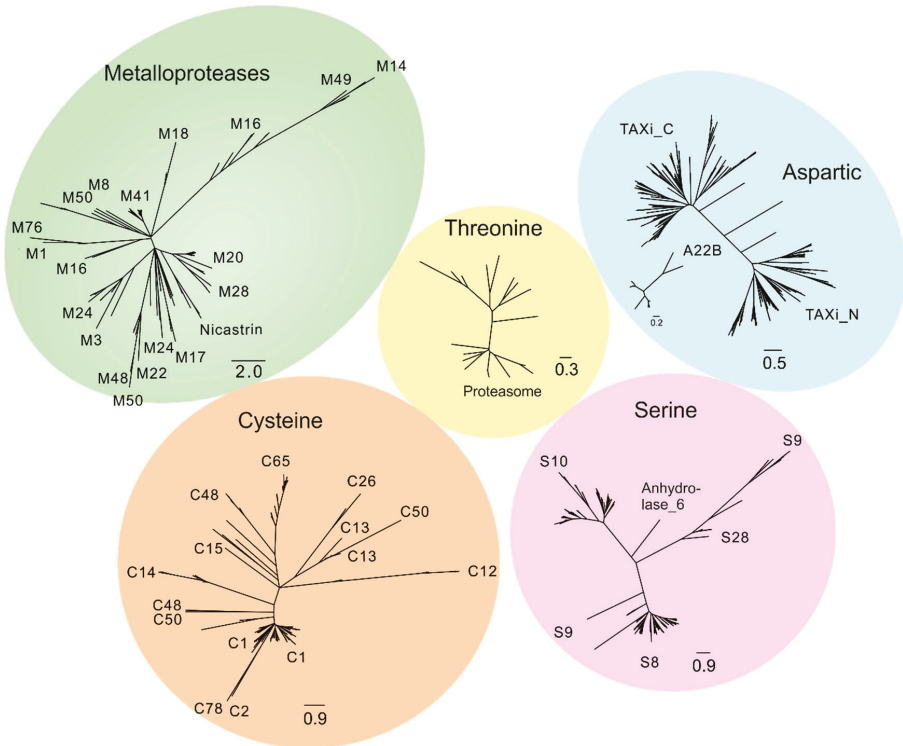 Metalloproteases
M49
M14
M16
M18
M8
M50
M41
M76
M1
M16
M20
M28
M24
Nicastrin
M3
M24
M17
M48
M22
M50
2.0
Threonine
Proteasome
0.3
TAXi_C
Aspartic
A22B
0.2
TAXi_N
0.5
Cysteine
C65
C48
C26
C50
C13
C15
C13
C14
C12
C48
C50
C1
C1
C78
C2
0.9
Serine
S9
S10
Anhydro-
lase_6
S28
S9
S8
0.9